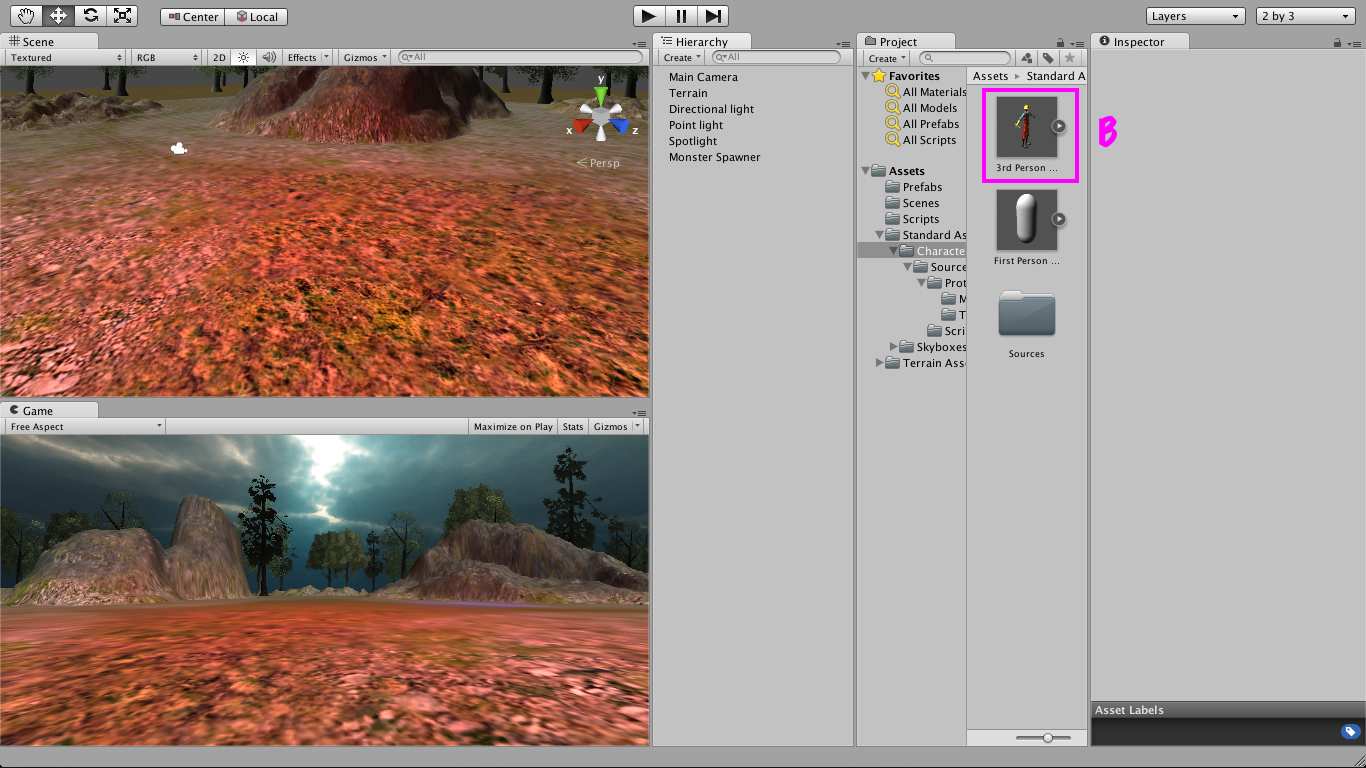 Center
Local
Layers
2 by 3
Scene
Textured
RGB
2D
Effects
Gizmos
All
y
x
z
Persp
Game
Free Aspect
Maximize on Play
Stats
Gizmos
Hierarchy
Create
All
Main Camera
Terrain
Directional light
Point light
Spotlight
Monster Spawner
Project
Create
Favorites
All Materials
All Models
All Prefabs
All Scripts
Assets
Prefabs
Scenes
Scripts
Standard As
Characte
Source
Prot
M
T
Scri
Skyboxes
Terrain Ass
Assets ▸ Standard A
3rd Person ...
First Person ...
Sources
B
Inspector
Asset Labels